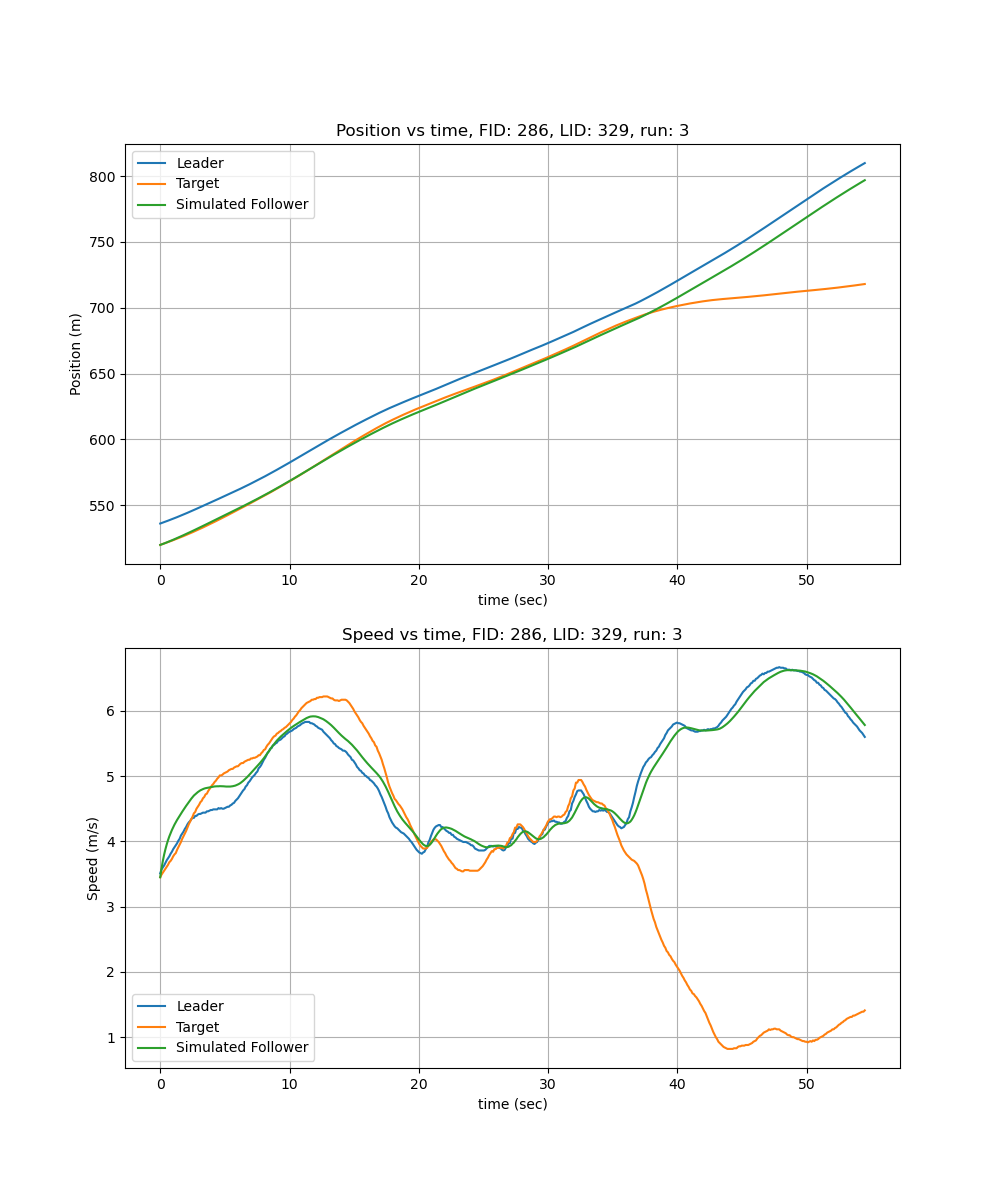 Position vs time, FID: 286, LID: 329, run: 3
Leader
Target
Simulated Follower
800
750
700
650
600
550
Position (m)
0 10 20 30 40 50
time (sec)
Speed vs time, FID: 286, LID: 329, run: 3
6
5
4
3
2
1
Speed (m/s)
Leader
Target
Simulated Follower
0 10 20 30 40 50
time (sec)